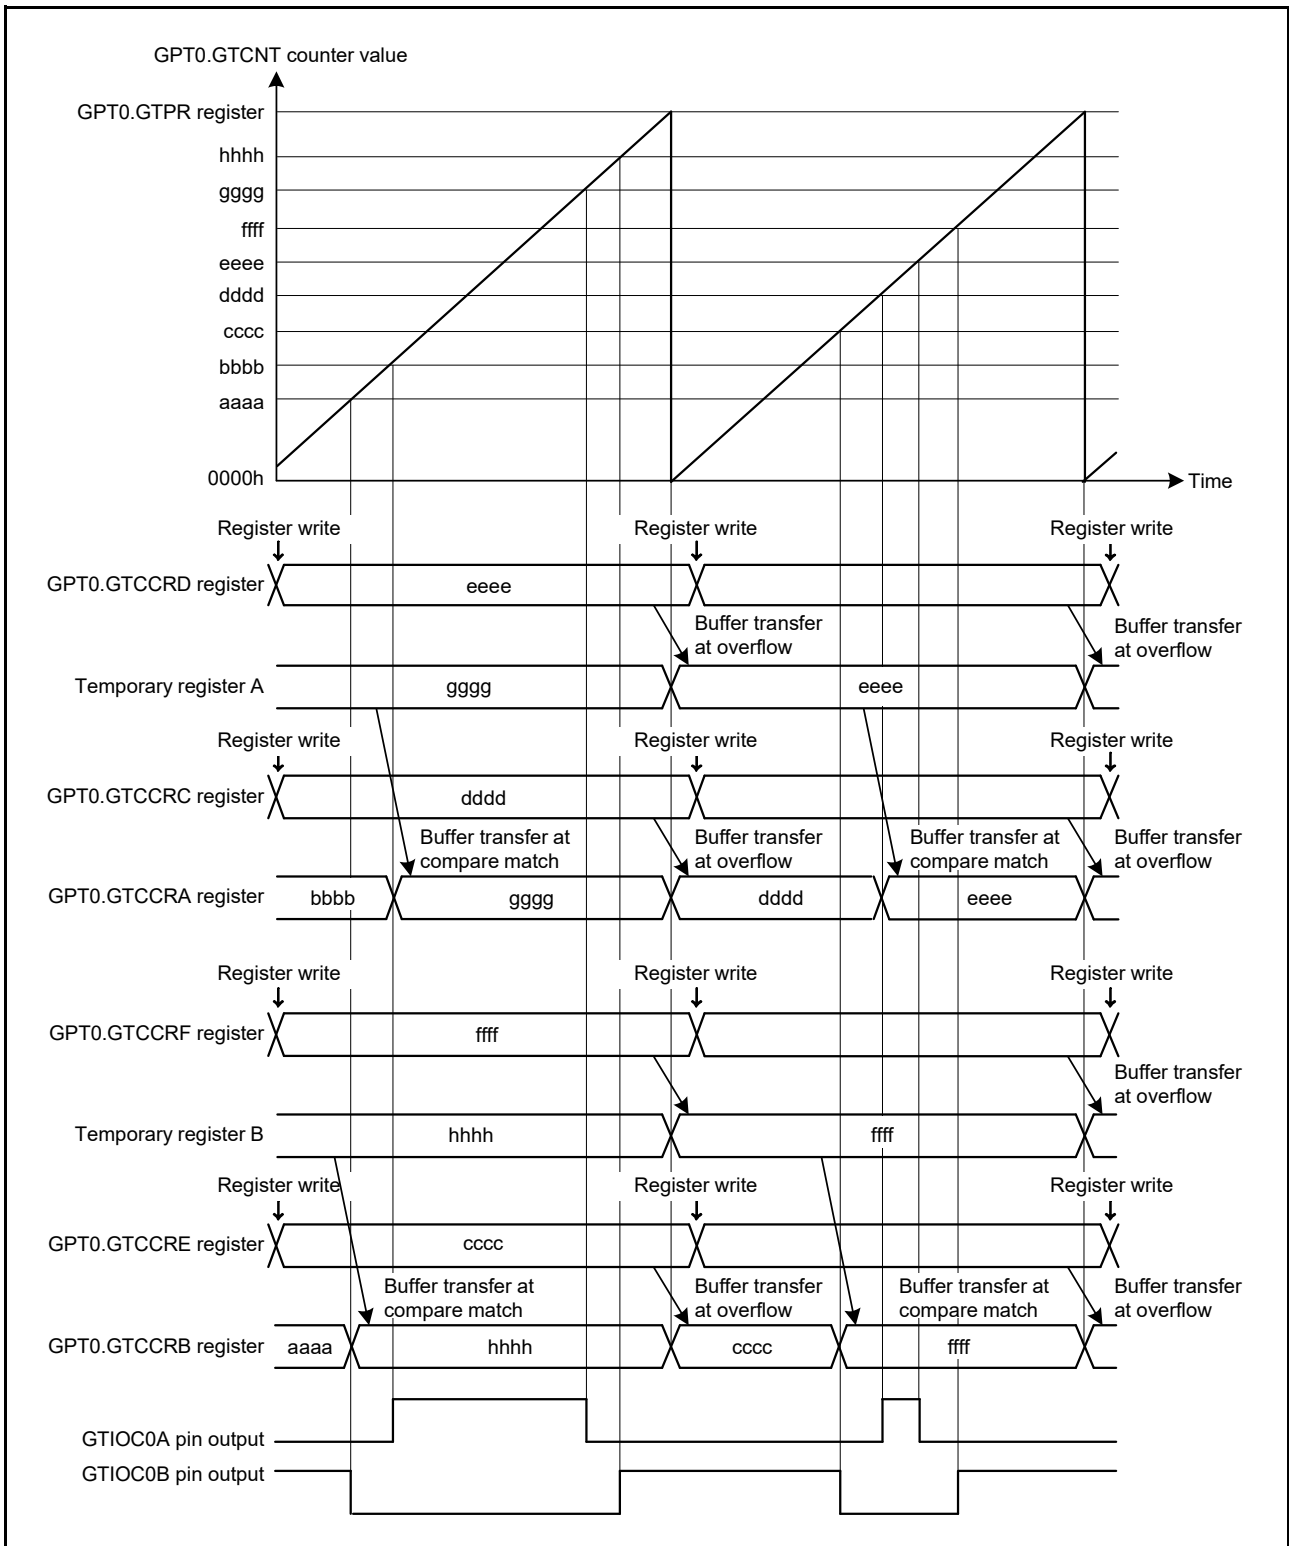 GPT0.GTCNT counter value
GPT0.GTPR register
hhhh
gggg
ffff
eeee
dddd
cccc
bbbb
aaaa
0000h
Time
Register write Register write Register write
GPT0.GTCCRD register eeee
Buffer transfer
at overflow
Buffer transfer
at overflow
Temporary register A gggg eeee
Register write Register write Register write
GPT0.GTCCRC register dddd
Buffer transfer at
compare match
Buffer transfer
at overflow
Buffer transfer at
compare match
Buffer transfer
at overflow
GPT0.GTCCRA register bbbb gggg dddd eeee
Register write Register write Register write
GPT0.GTCCRF register ffff
Buffer transfer
at overflow
Temporary register B hhhh ffff
Register write Register write Register write
GPT0.GTCCRE register cccc
Buffer transfer at
compare match
Buffer transfer
at overflow
Buffer transfer at
compare match
Buffer transfer
at overflow
GPT0.GTCCRB register aaaa hhhh cccc ffff
GTIOC0A pin output
GTIOC0B pin output